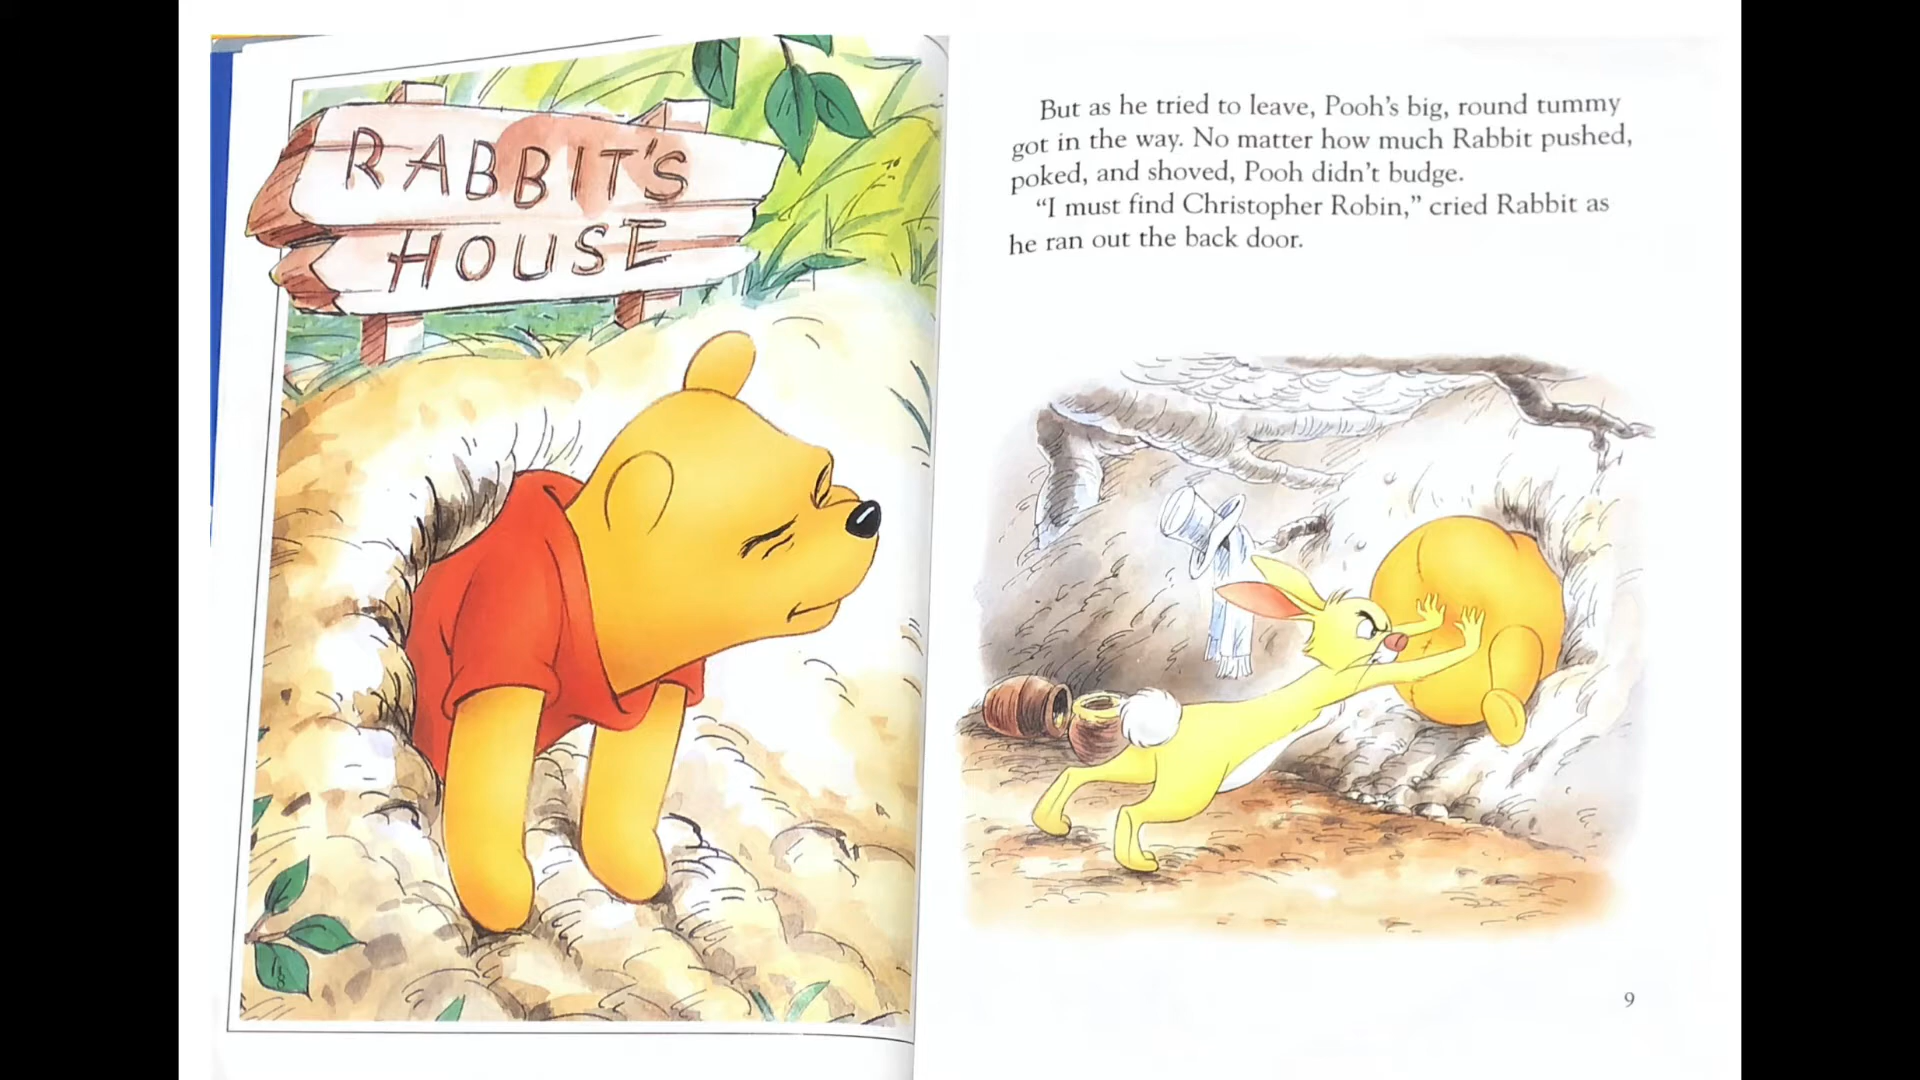 RABBIT'S
HOUSE
But as he tried to leave, Pooh's big, round tummy
got in the way. No matter how much Rabbit pushed,
poked, and shoved, Pooh didn't budge.
“I must find Christopher Robin,” cried Rabbit as
he ran out the back door.
9